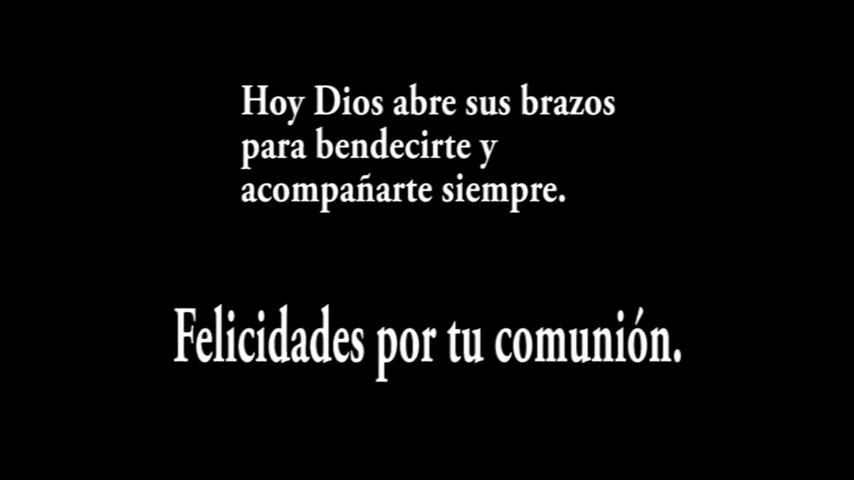 Hoy Dios abre sus brazos
para bendecirte y
acompañarte siempre.
Felicidades por tu comunión.